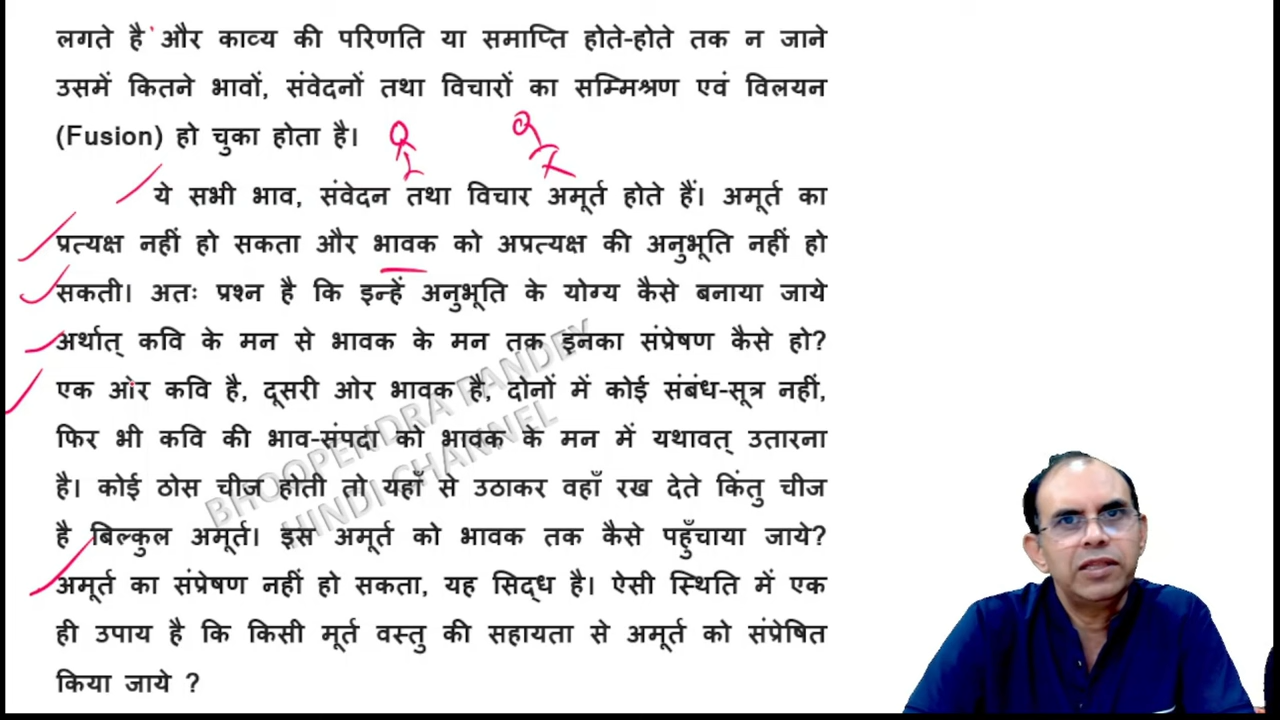 लगते है और काव्य की परिणति या समाप्ति होते-होते तक न जाने
उसमें कितने भावों, संवेदनों तथा विचारों का सम्मिश्रण एवं विलयन
(Fusion) हो चुका होता है।
ये सभी भाव, संवेदन तथा विचार अमूर्त होते हैं। अमूर्त का
प्रत्यक्ष नहीं हो सकता और भावक को अप्रत्यक्ष की अनुभूति नहीं हो
सकती। अतः प्रश्न है कि इन्हें अनुभूति के योग्य कैसे बनाया जाये
अर्थात् कवि के मन से भावक के मन तक इनका संप्रेषण कैसे हो?
एक ओर कवि है, दूसरी ओर भावक है, दोनों में कोई संबंध-सूत्र नहीं,
फिर भी कवि की भाव-संपदा को भावक के मन में यथावत् उतारना
है। कोई ठोस चीज होती तो यहाँ से उठाकर वहाँ रख देते किंतु चीज
है बिल्कुल अमूर्त। इस अमूर्त को भावक तक कैसे पहुँचाया जाये?
अमूर्त का संप्रेषण नहीं हो सकता, यह सिद्ध है। ऐसी स्थिति में एक
ही उपाय है कि किसी मूर्त वस्तु की सहायता से अमूर्त को संप्रेषित
किया जाये ?
BHOOPENDRA PANDEY
HINDI CHANNEL